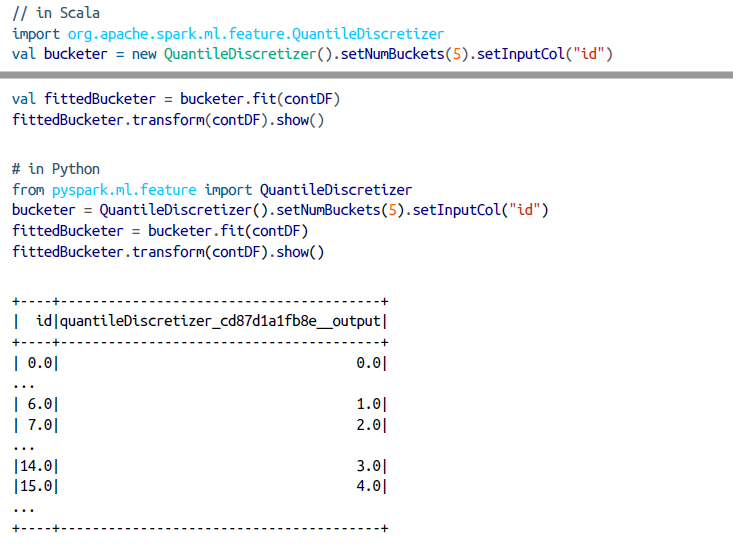 // in Scala
import org.apache.spark.ml.feature.QuantileDiscretizer
val bucketer = new QuantileDiscretizer().setNumBuckets(5).setInputCol("id")
val fittedBucketer = bucketer.fit(contDF)
fittedBucketer.transform(contDF).show()
# in Python
from pyspark.ml.feature import QuantileDiscretizer
bucketer = QuantileDiscretizer().setNumBuckets(5).setInputCol("id")
fittedBucketer = bucketer.fit(contDF)
fittedBucketer.transform(contDF).show()
+----+----------------------------------------+
|  id|quantileDiscretizer_cd87d1a1fb8e__output|
+----+----------------------------------------+
| 0.0|                                     0.0|
...
| 6.0|                                     1.0|
| 7.0|                                     2.0|
...
|14.0|                                     3.0|
|15.0|                                     4.0|
...
+----+----------------------------------------+